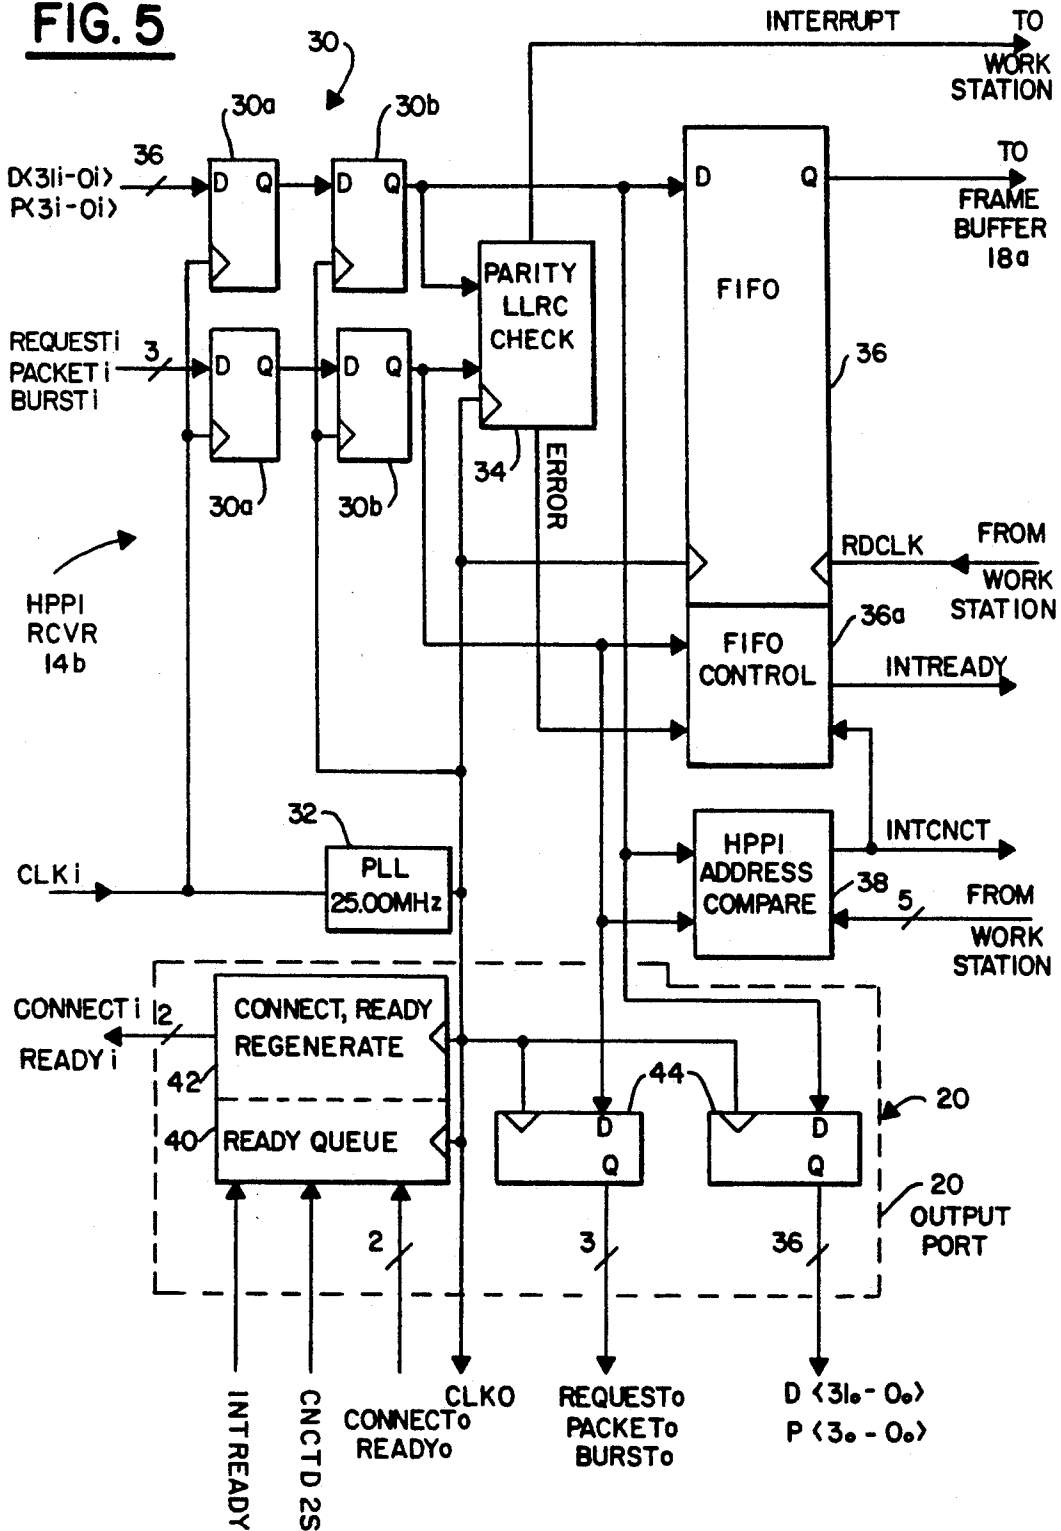 FIG. 5
INTERRUPT
TO
WORK
STATION
30
30a
30b
36
D<31i-0i>
P<3i-0i>
D Q
D Q
D Q
TO
FRAME
BUFFER
18a
PARITY
LLRC
CHECK
FIFO
REQUESTi
PACKETi
BURSTi
3
D Q
D Q
36
34
ERROR
30a
30b
RDCLK
FROM
WORK
STATION
HPPI
RCVR
14b
36a
FIFO
CONTROL
INTREADY
32
PLL
25.00MHz
CLKi
HPPI
ADDRESS
COMPARE
INTCNCT
38
5
FROM
WORK
STATION
CONNECTi
READYi
2
CONNECT, READY
REGENERATE
42
40
READY QUEUE
44
D
Q
D
Q
20
20
OUTPUT
PORT
2
3
36
INTREADY
CNCTD 2S
CONNECTo
READYo
CLKO
REQUESTo
PACKETo
BURSTo
D <31o-0o>
P <3o-0o>